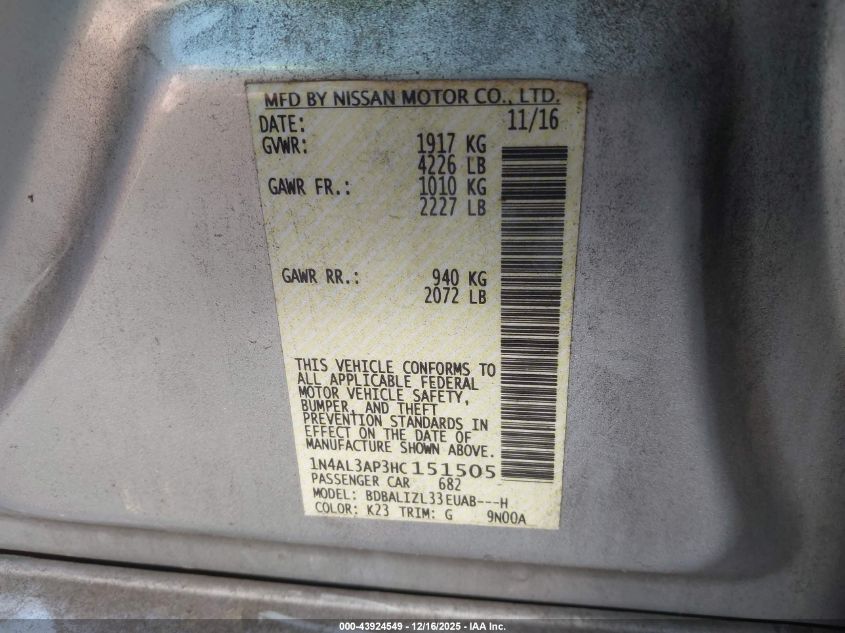 MFD BY NISSAN MOTOR CO., LTD.
DATE: 11/16
GVWR: 1917 KG
4226 LB
GAWR FR.: 1010 KG
2227 LB
GAWR RR.: 940 KG
2072 LB
THIS VEHICLE CONFORMS TO
ALL APPLICABLE FEDERAL
MOTOR VEHICLE SAFETY,
BUMPER, AND THEFT
PREVENTION STANDARDS IN
EFFECT ON THE DATE OF
MANUFACTURE SHOWN ABOVE.
1N4AL3AP3HC151505
PASSENGER CAR 682
MODEL: BDBALIZL33EUAB---H
COLOR: K23 TRIM: G 9N00A
000-43924549 - 12/16/2025 - IAA Inc.